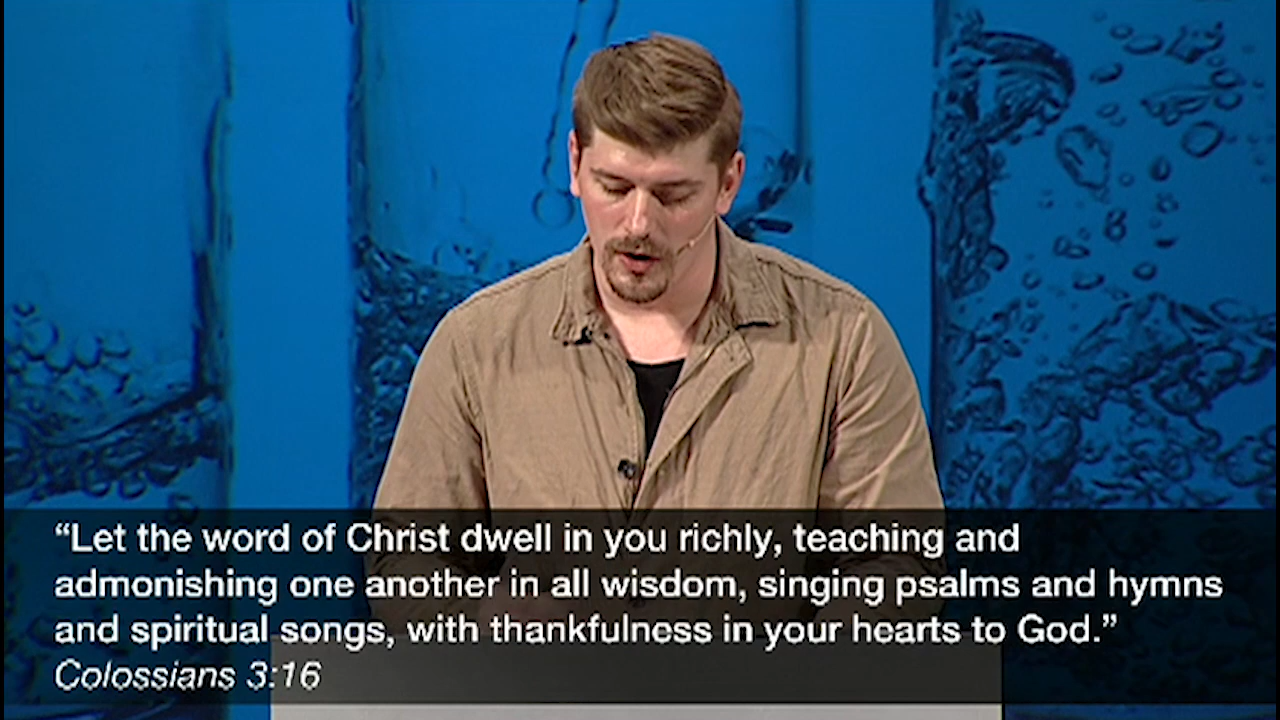 “Let the word of Christ dwell in you richly, teaching and
admonishing one another in all wisdom, singing psalms and hymns
and spiritual songs, with thankfulness in your hearts to God.”
Colossians 3:16